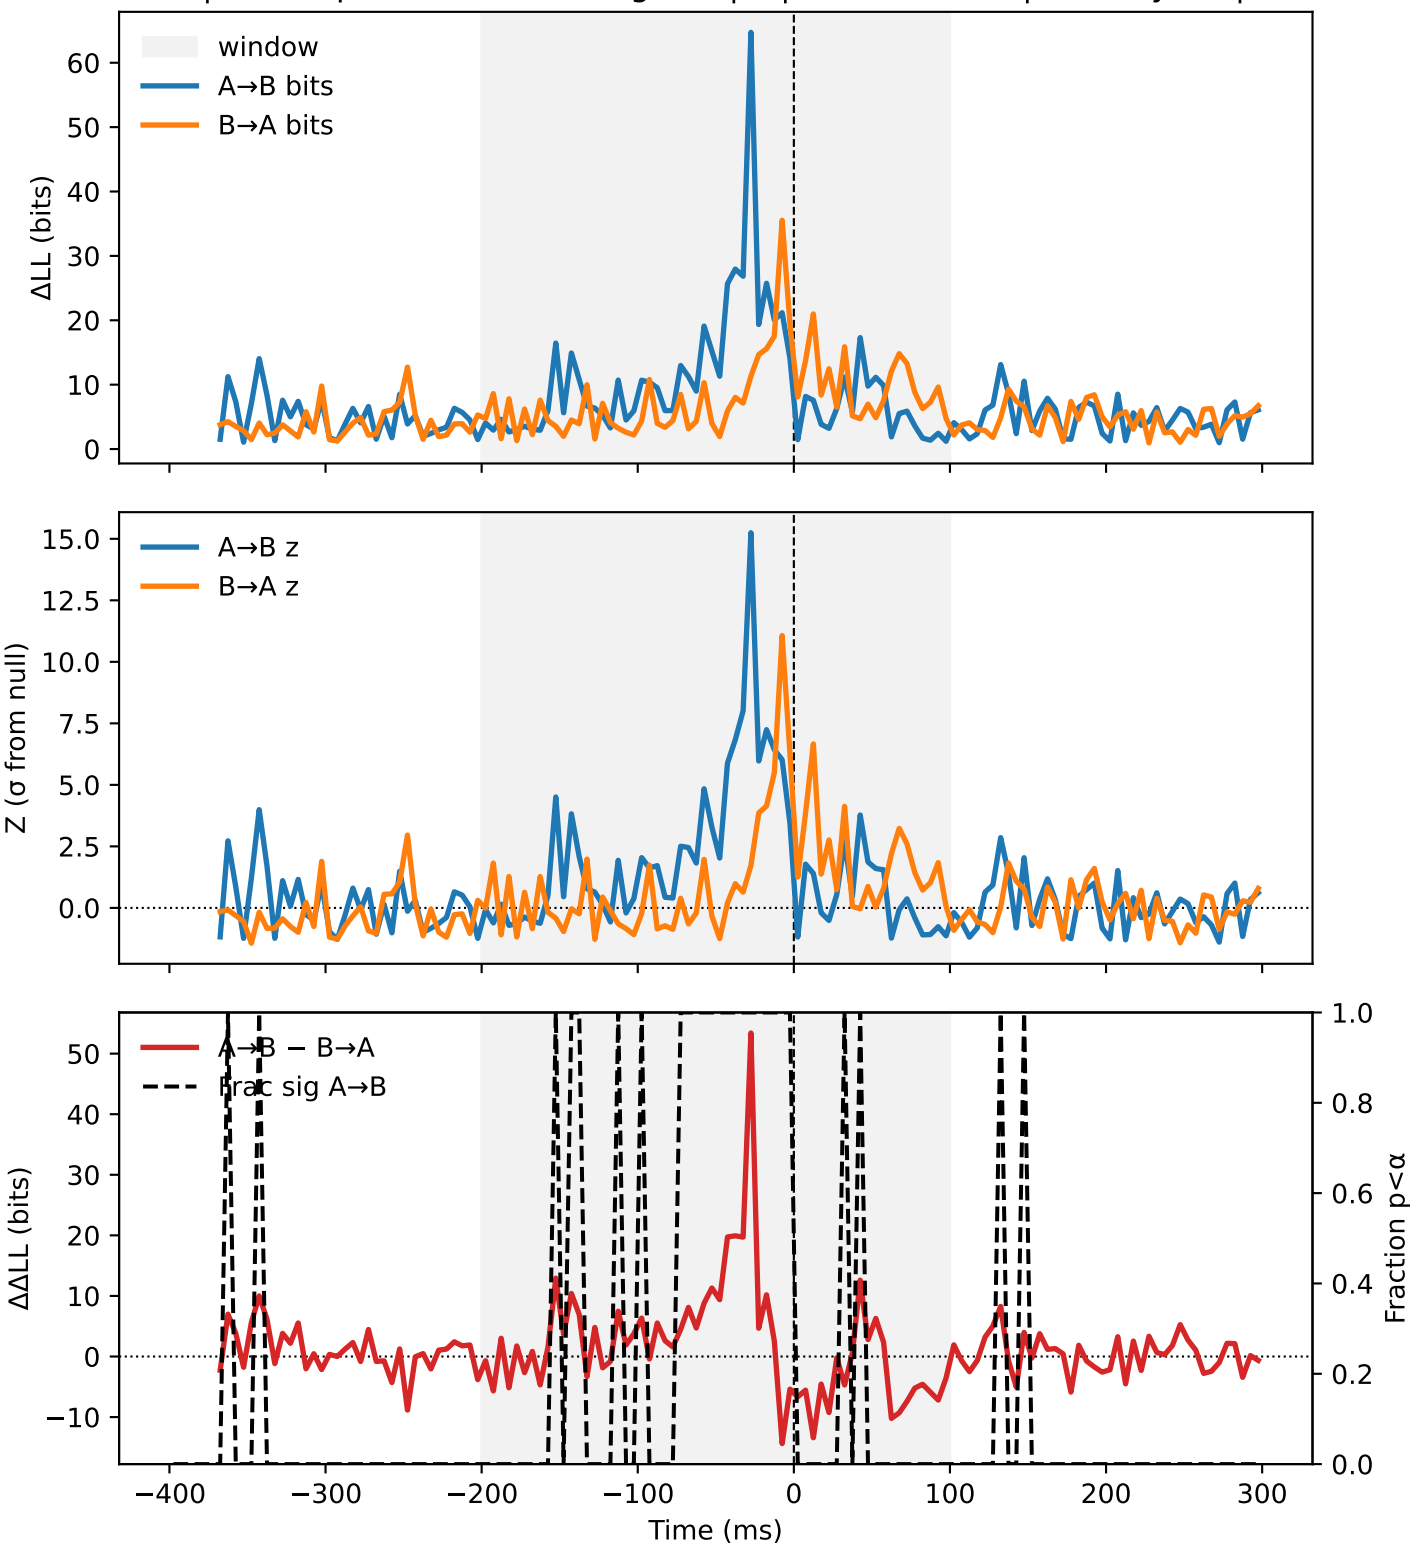 window
A→B bits
B→A bits
60
50
40
30
20
10
0
ΔLL (bits)
A→B z
B→A z
15.0
12.5
10.0
7.5
5.0
2.5
0.0
Z (σ from null)
A→B − B→A
Frac sig A→B
50
40
30
20
10
0
−10
ΔΔLL (bits)
1.0
0.8
0.6
0.4
0.2
0.0
Fraction p<α
−400 −300 −200 −100 0 100 200 300
Time (ms)